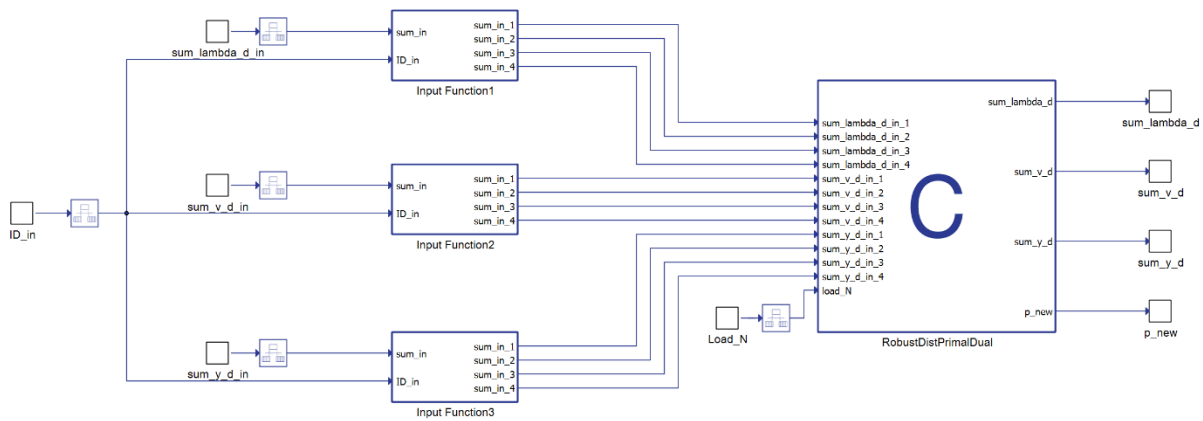 sum_lambda_d_in
sum_in
ID_in
sum_in_1
sum_in_2
sum_in_3
sum_in_4
Input Function1
sum_v_d_in
sum_in
ID_in
sum_in_1
sum_in_2
sum_in_3
sum_in_4
Input Function2
ID_in
sum_y_d_in
sum_in
ID_in
sum_in_1
sum_in_2
sum_in_3
sum_in_4
Input Function3
Load_N
sum_lambda_d_in_1
sum_lambda_d_in_2
sum_lambda_d_in_3
sum_lambda_d_in_4
sum_v_d_in_1
sum_v_d_in_2
sum_v_d_in_3
sum_v_d_in_4
sum_y_d_in_1
sum_y_d_in_2
sum_y_d_in_3
sum_y_d_in_4
load_N
C
sum_lambda_d
sum_v_d
sum_y_d
p_new
RobustDistPrimalDual
sum_lambda_d
sum_v_d
sum_y_d
p_new